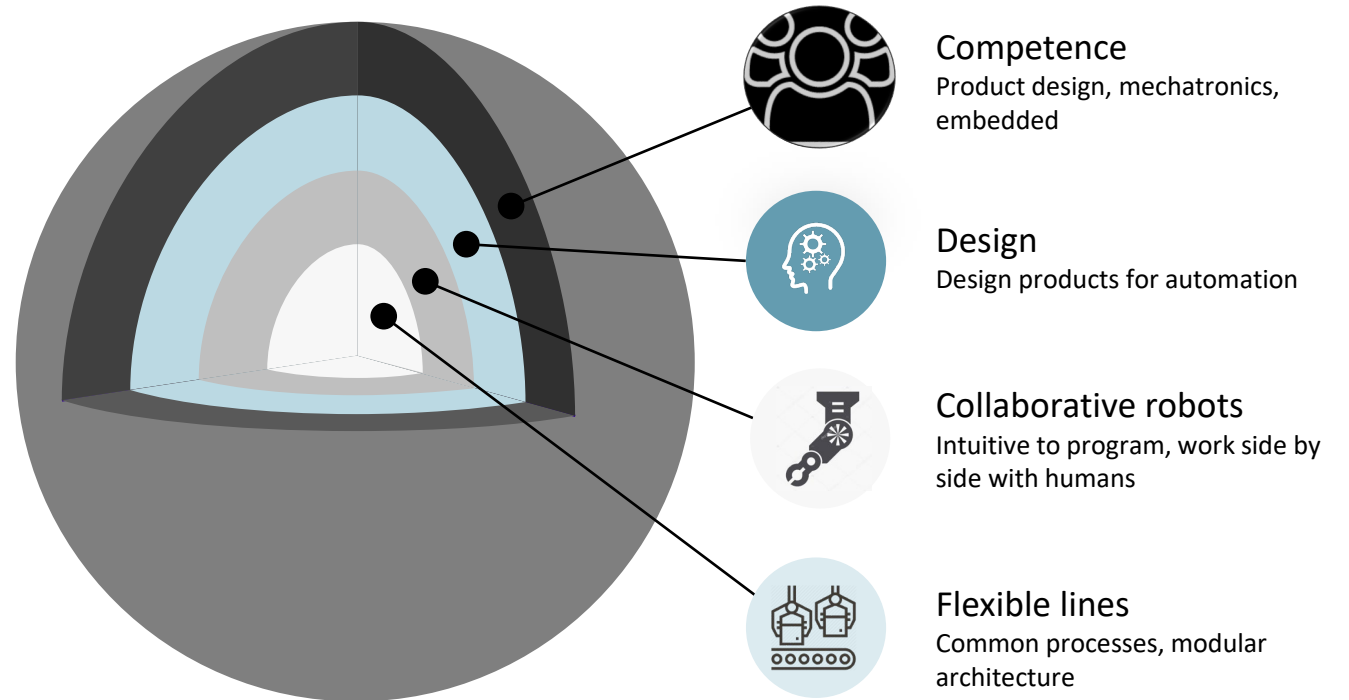 Competence
Product design, mechatronics,
embedded
Design
Design products for automation
Collaborative robots
Intuitive to program, work side by
side with humans
Flexible lines
Common processes, modular
architecture